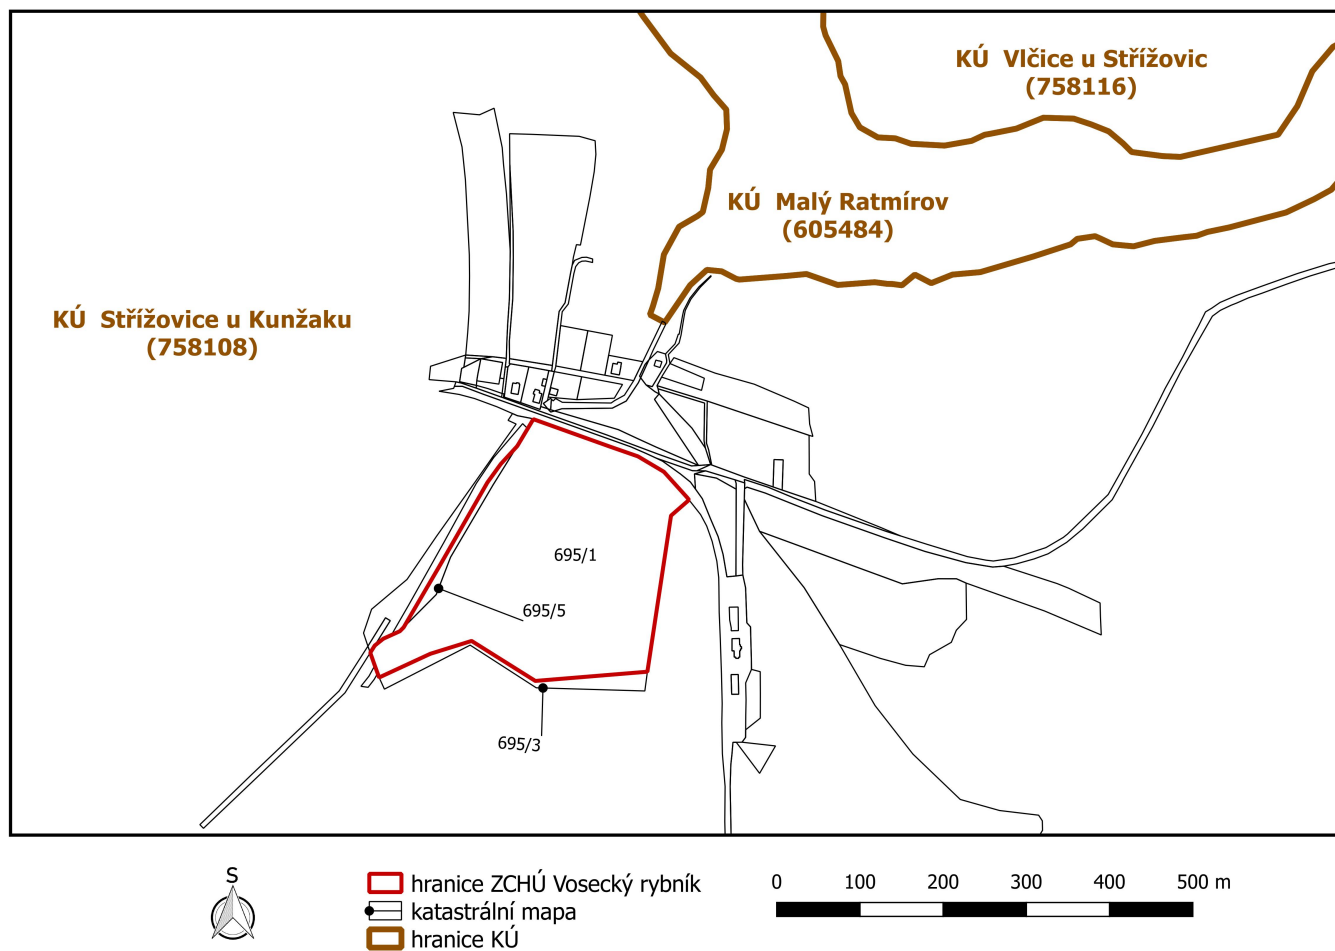 KÚ Vlčice u Střížovic
(758116)
KÚ Malý Ratmírov
(605484)
KÚ Střížovice u Kunžaku
(758108)
695/1
695/5
695/3
S
hranice ZCHÚ Vosecký rybník
katastrální mapa
hranice KÚ
0 100 200 300 400 500 m